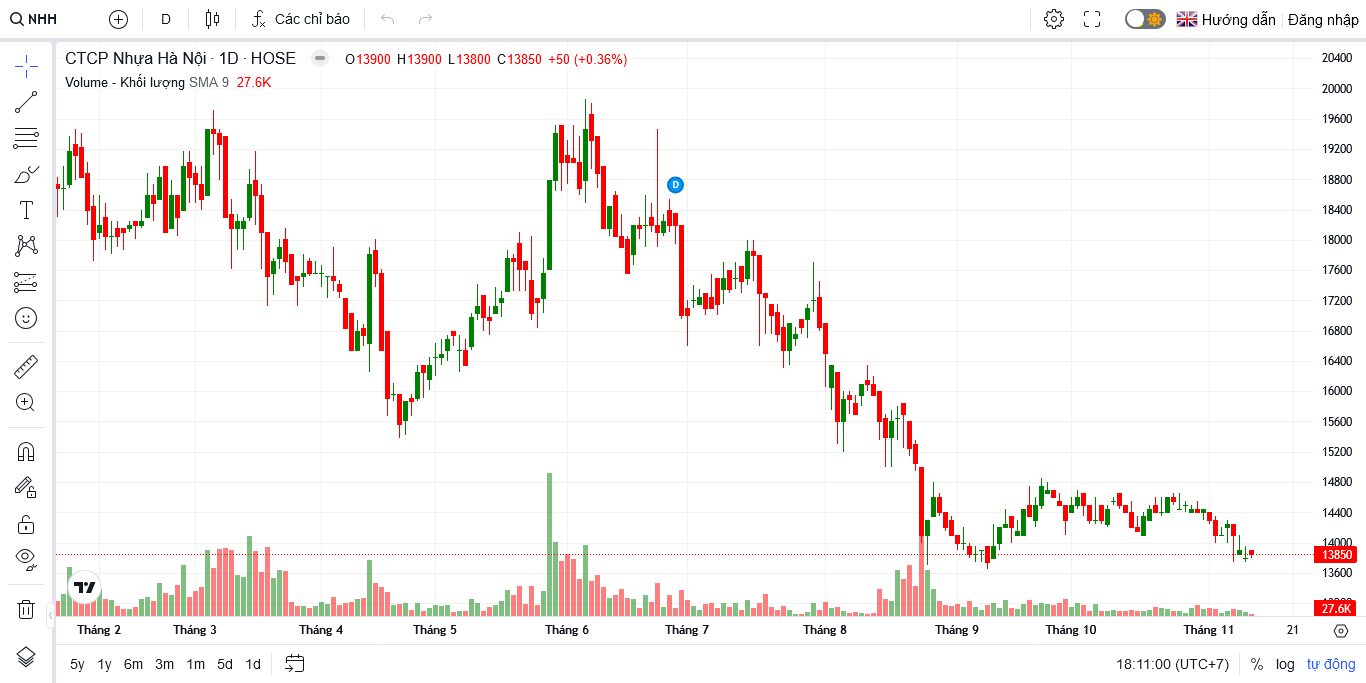 NHH D Các chỉ báo Hướng dẫn Đăng nhập
CTCP Nhựa Hà Nội · 1D · HOSE O13900 H13900 L13800 C13850 +50 (+0.36%)
Volume - Khối lượng SMA 9 27.6K
D
20400
20000
19600
19200
18800
18400
18000
17600
17200
16800
16400
16000
15600
15200
14800
14400
14000
13850
13600
27.6K
Tháng 2 Tháng 3 Tháng 4 Tháng 5 Tháng 6 Tháng 7 Tháng 8 Tháng 9 Tháng 10 Tháng 11 21
5y 1y 6m 3m 1m 5d 1d 18:11:00 (UTC+7) % log tự động